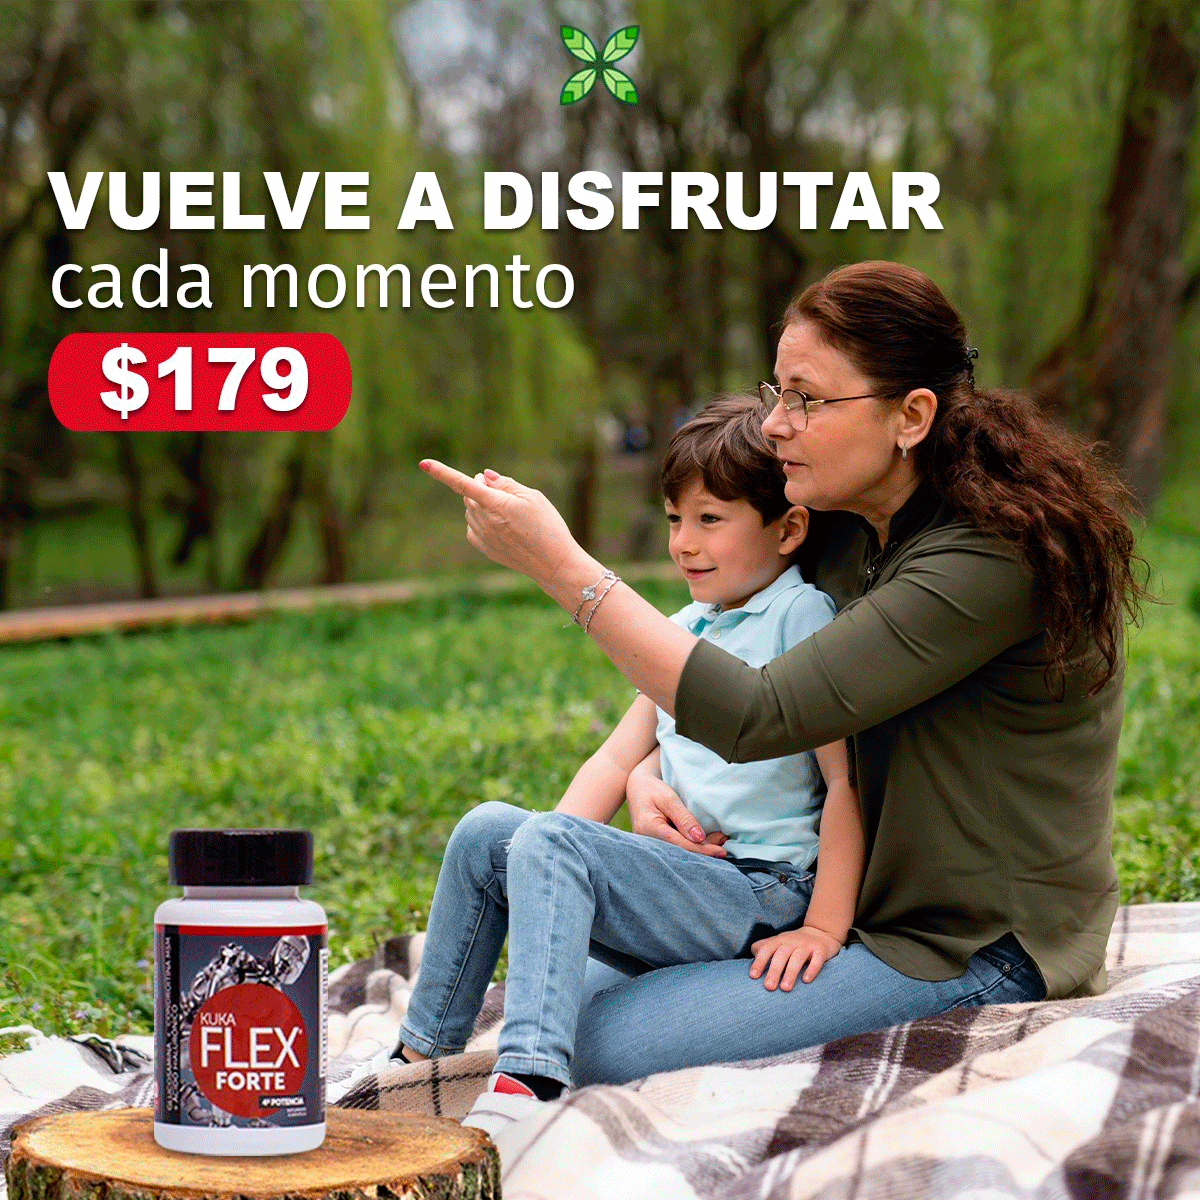 VUELVE A DISFRUTAR
cada momento
$179
KUKA
FLEX®
FORTE
4ª POTENCIA